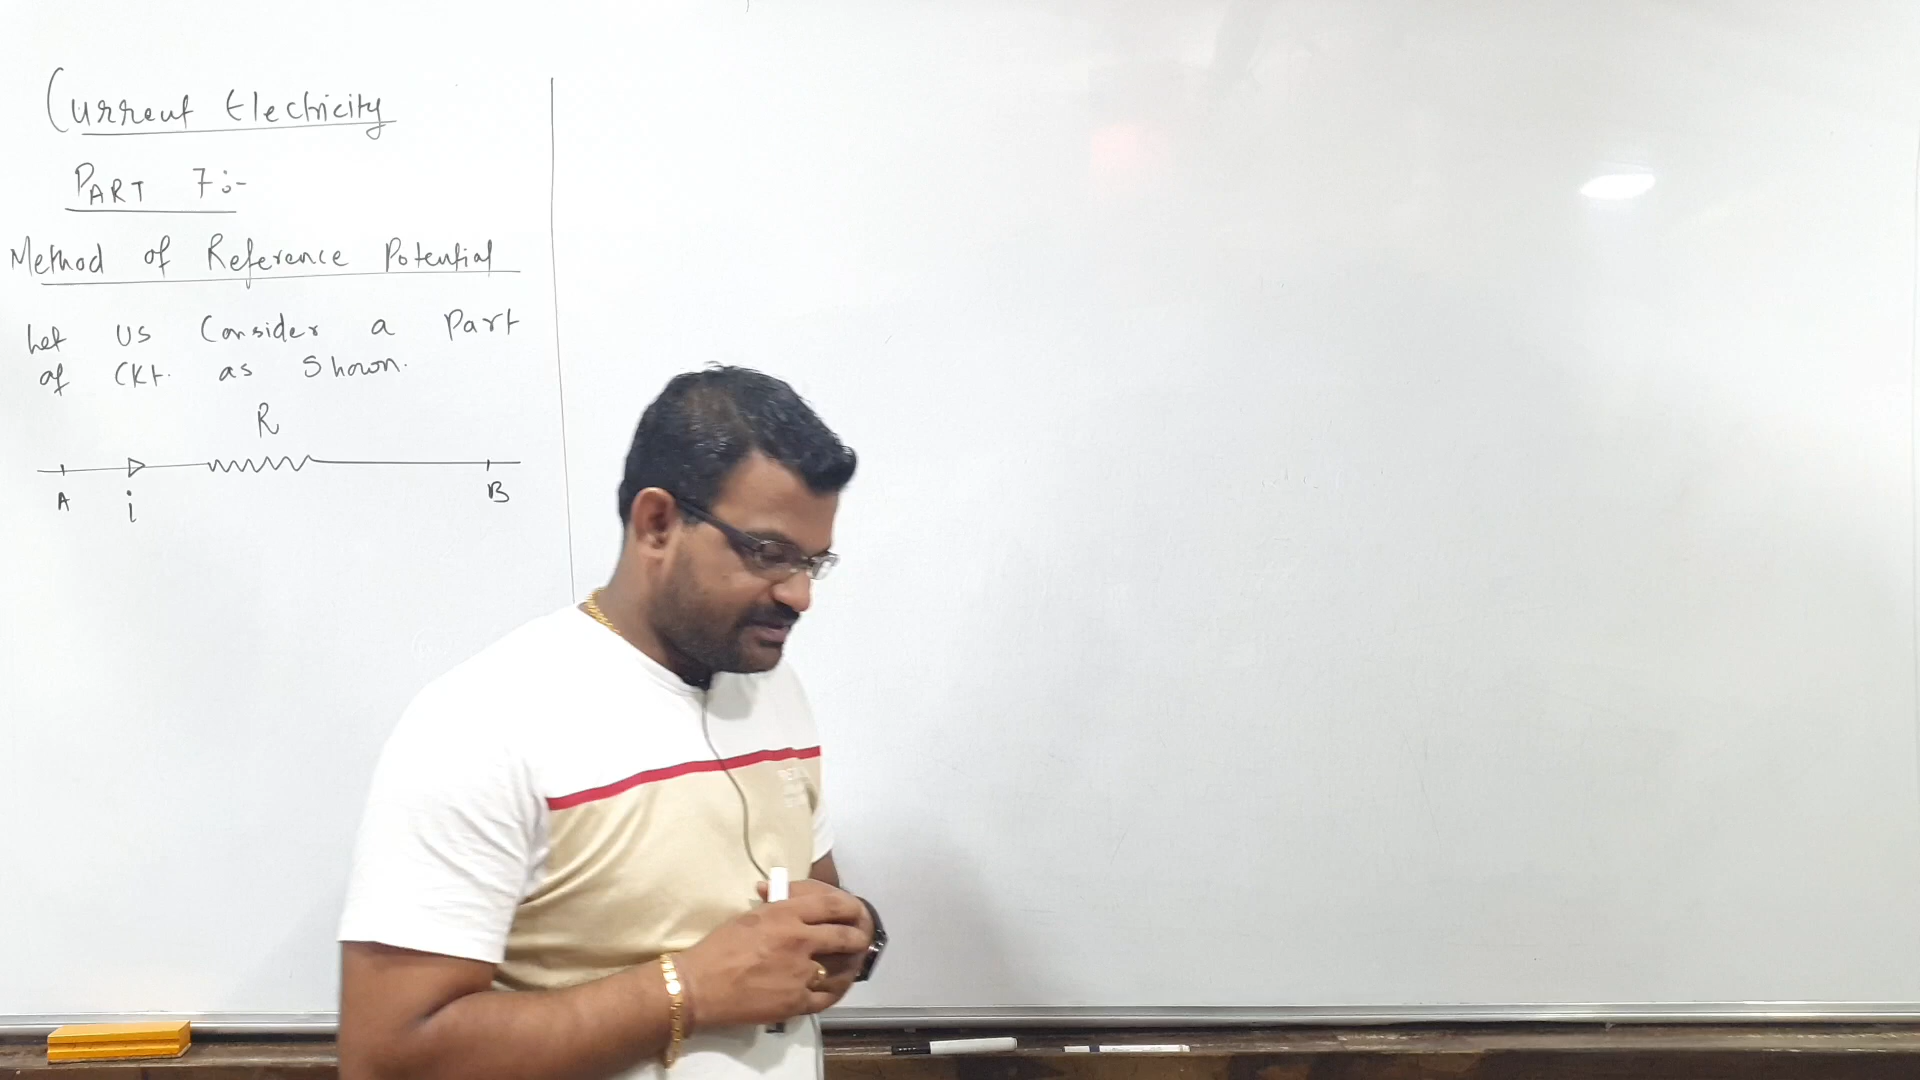 Current Electricity
PART 7:-
Method of Reference Potential
Let us Consider a Part
of CKt. as Shown.
R
A
i
B